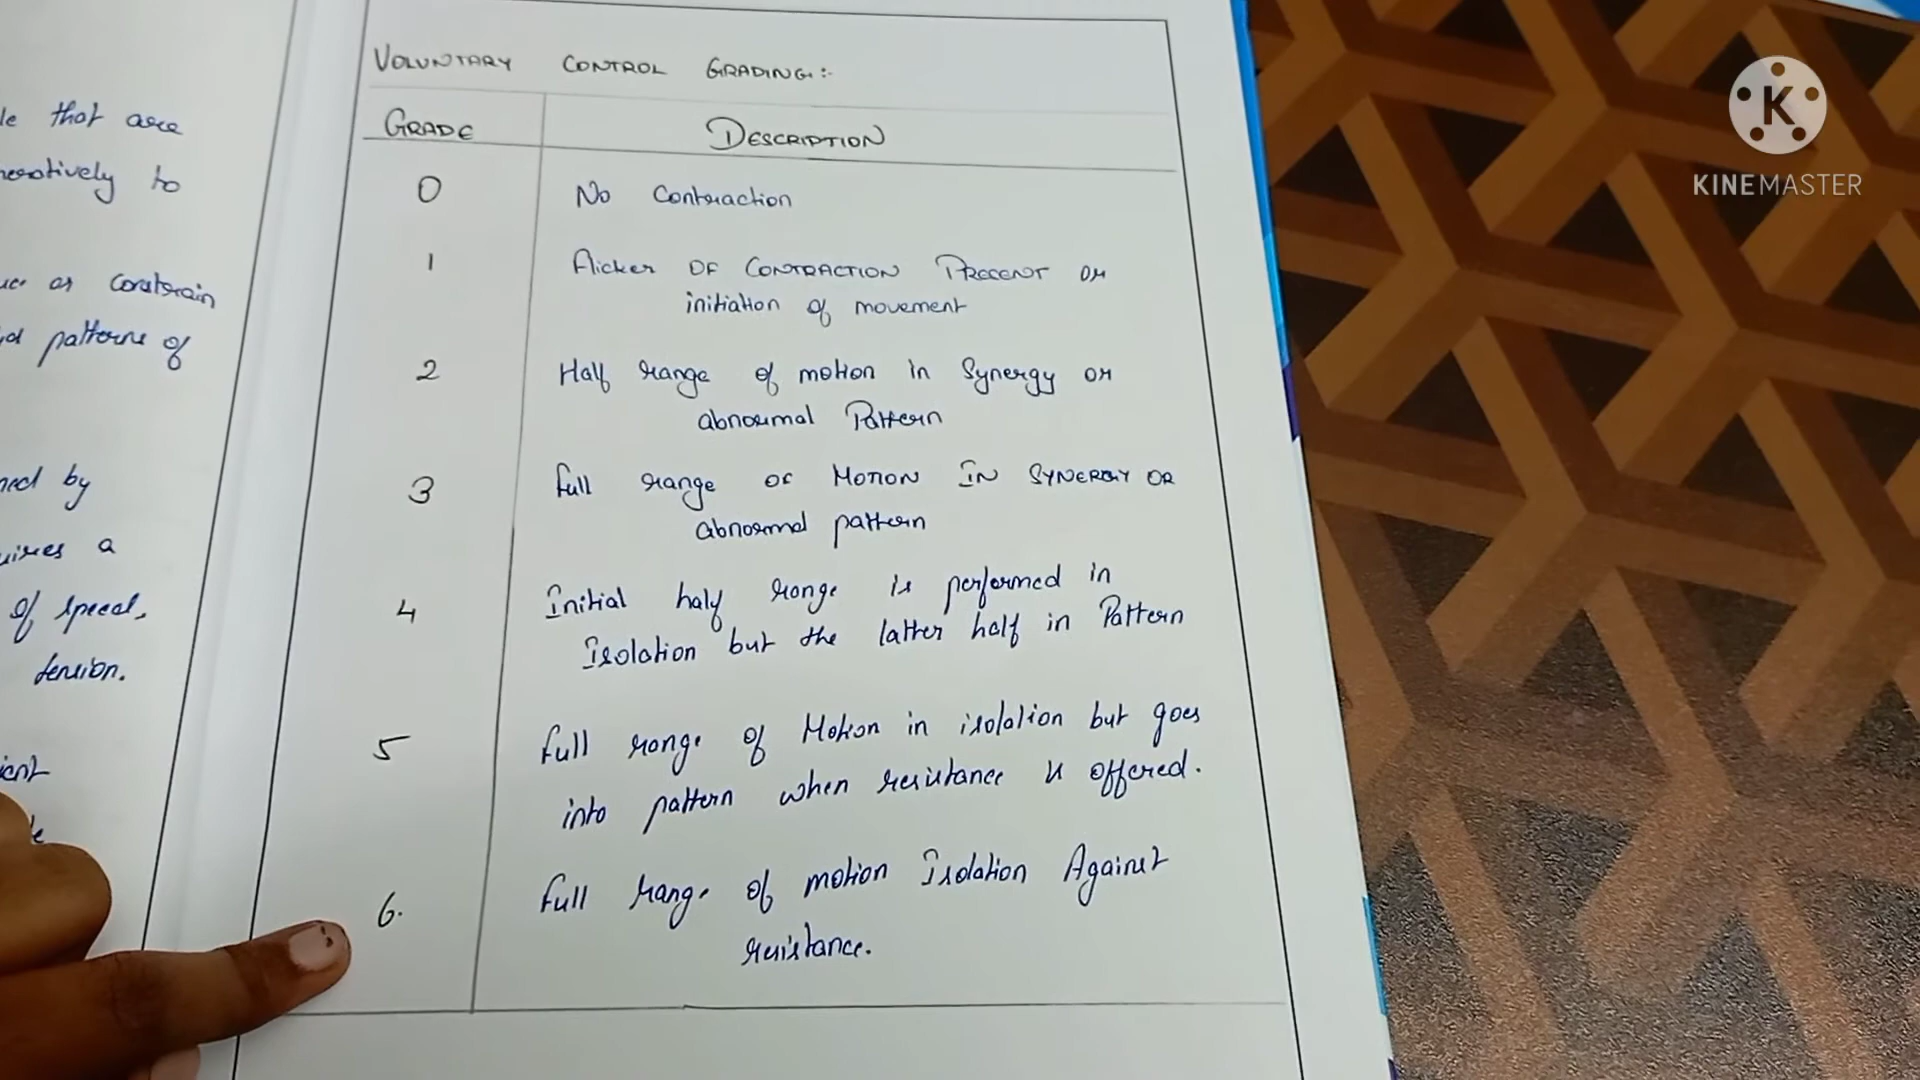 le that are
to
or constrain
patterns of
by
a
of speed,
tension.
VOLUNTARY CONTROL GRADING:-
GRADE DESCRIPTION
0 No Contraction
1 flicker OF CONTRACTION PRECENT or
initiation of movement
2 Half range of motion in Synergy or
abnormal Pattern
3 full range OF MOTION IN SYNERGY OR
abnormal pattern
4 Initial half range is performed in
Isolation but the latter half in Pattern
5 full range of Motion in isolation but goes
into pattern when resistance is offered.
6. full range of motion Isolation Against
resistance.
K
KINEMASTER